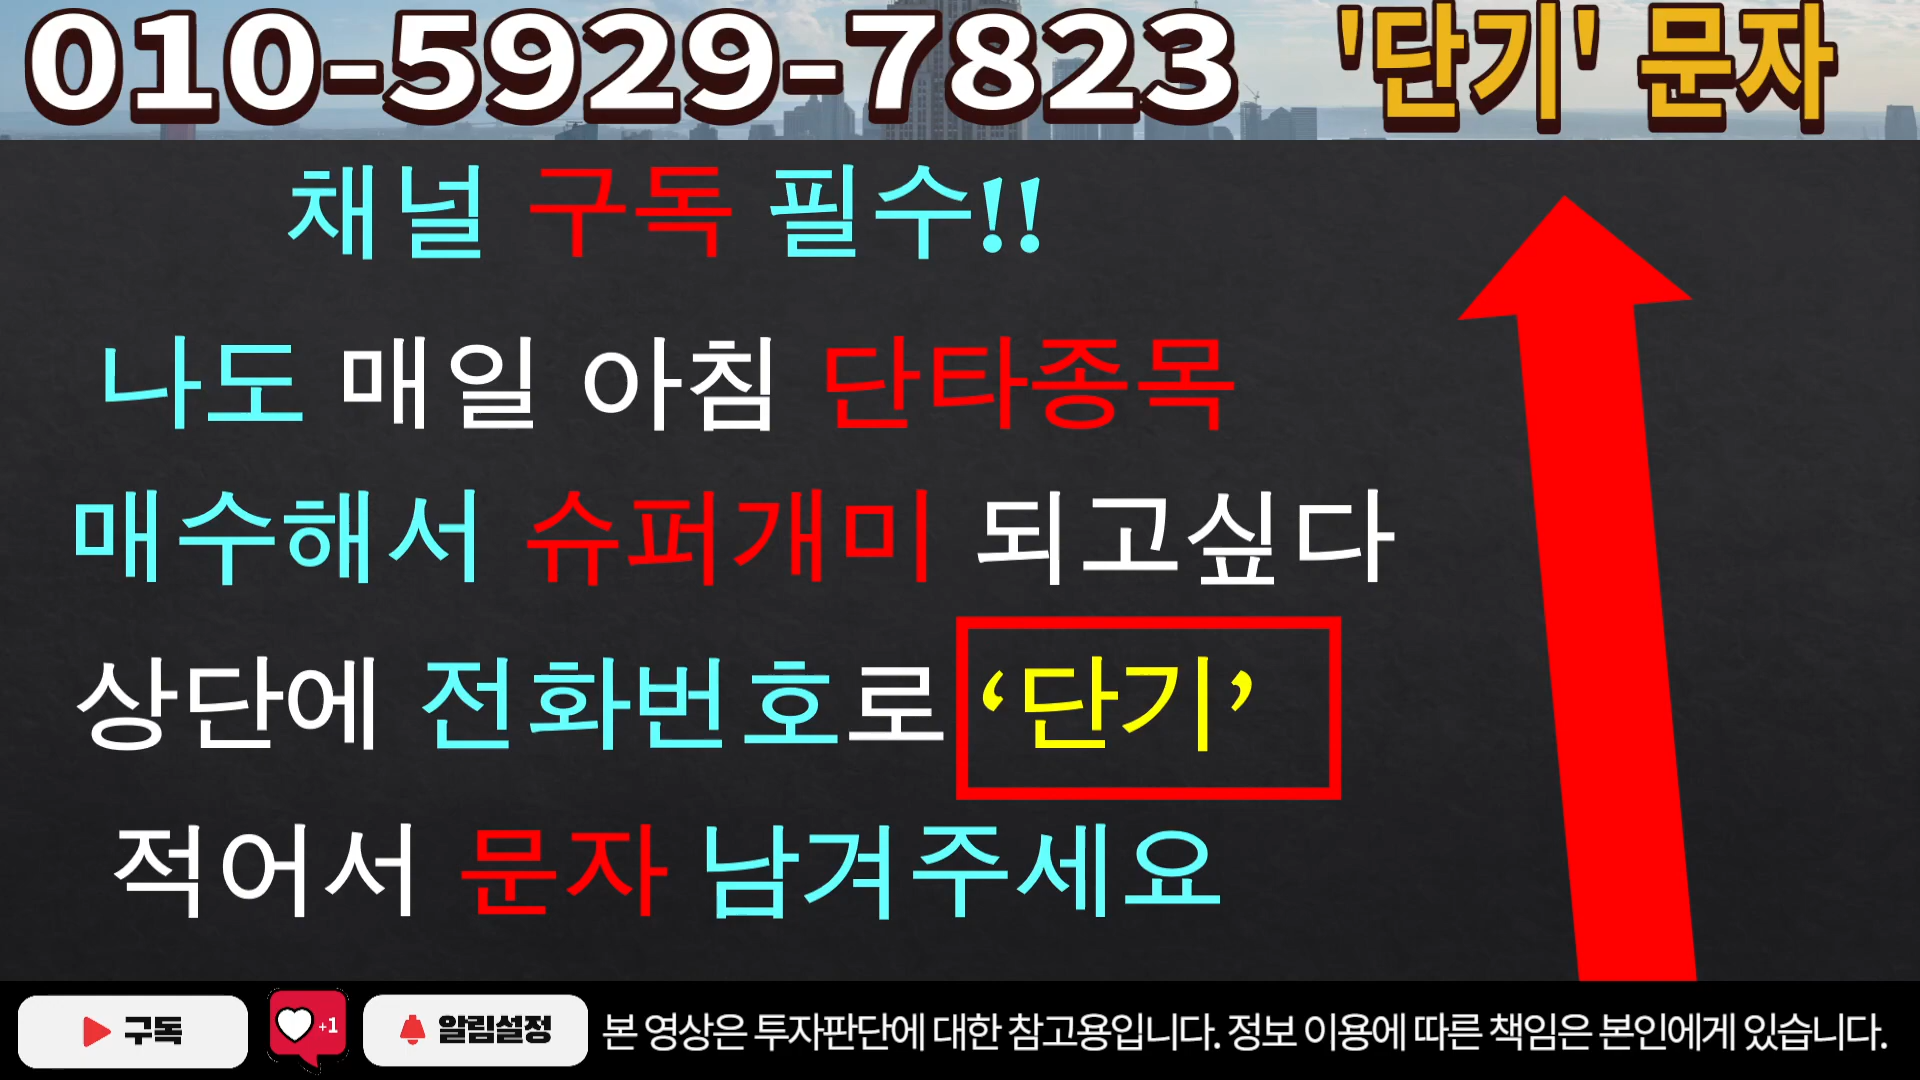 010-5929-7823 '단기' 문자
채널 구독 필수!!
나도 매일 아침 단타종목
매수해서 슈퍼개미 되고싶다
상단에 전화번호로 ‘단기’
적어서 문자 남겨주세요
구독 +1 알림설정 본 영상은 투자판단에 대한 참고용입니다. 정보 이용에 따른 책임은 본인에게 있습니다.